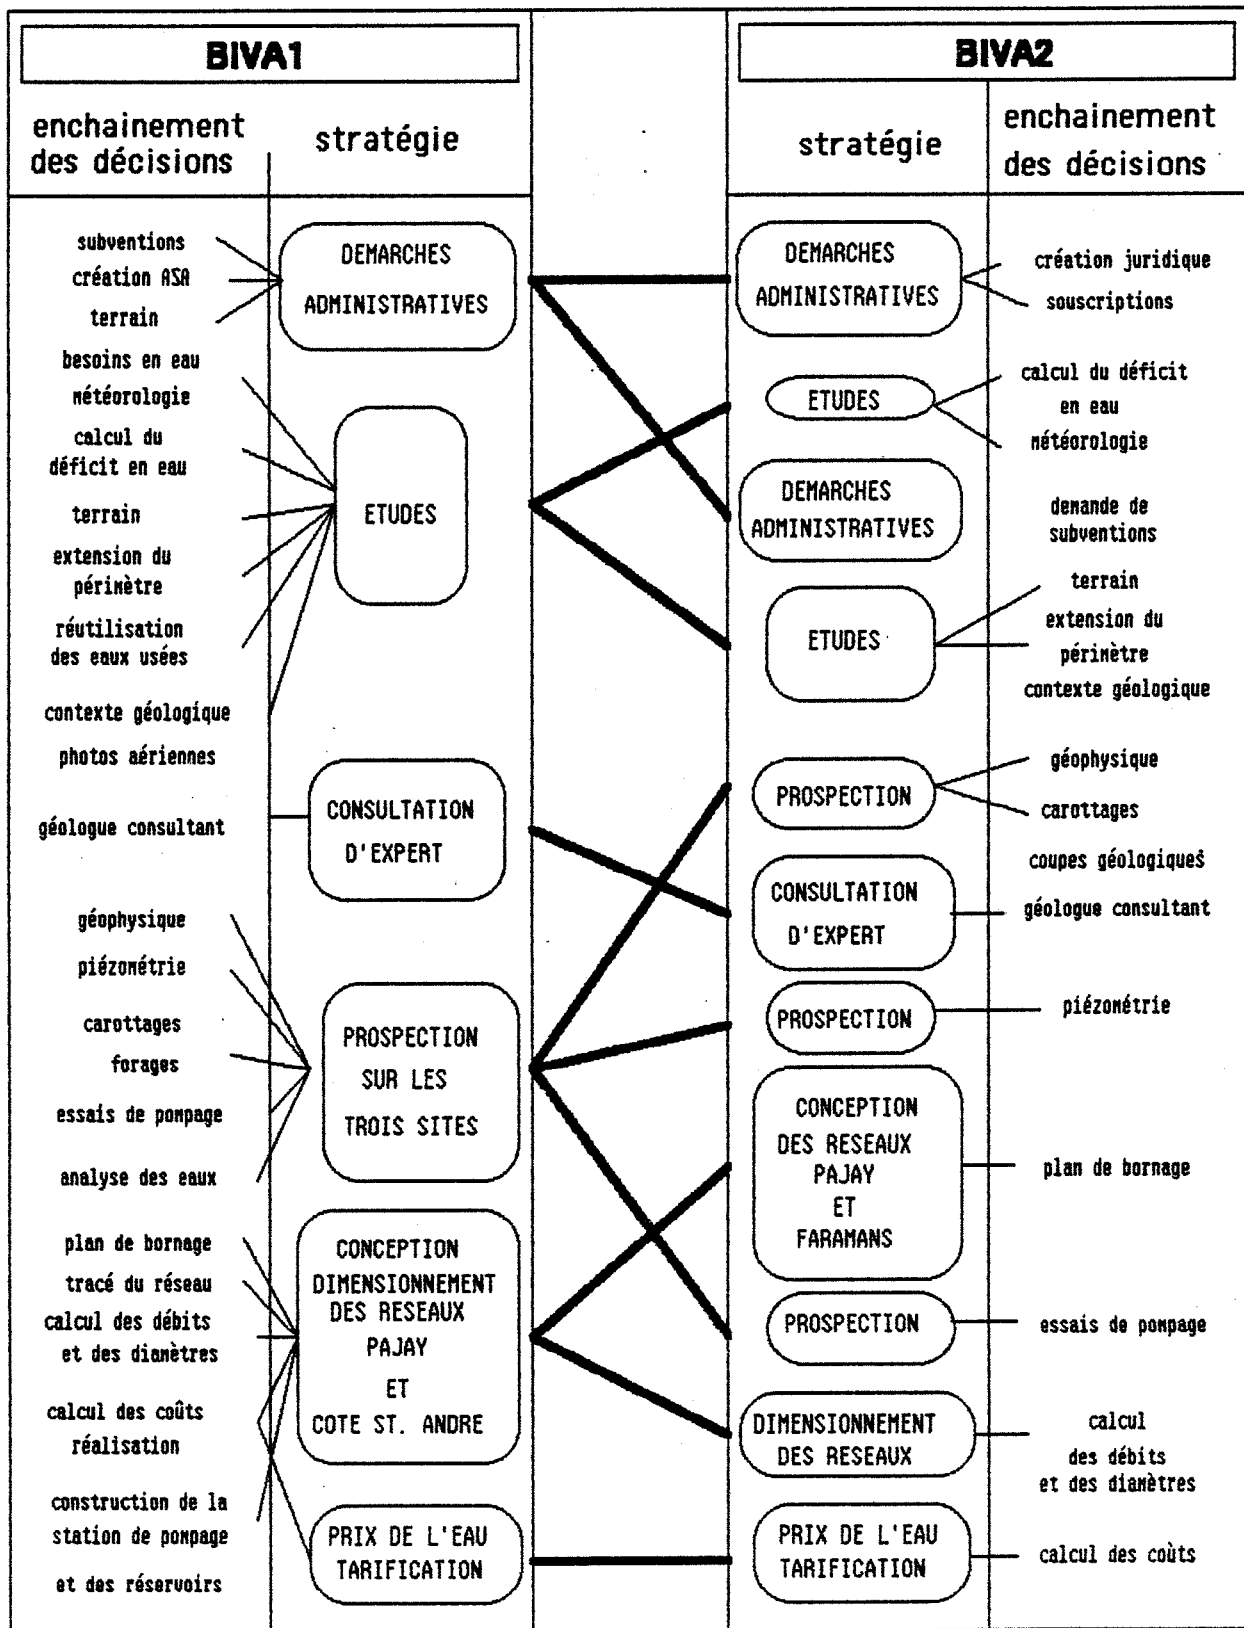 BIVA1
enchainement
des décisions
stratégie
subventions
création ASA
terrain
besoins en eau
météorologie
calcul du
déficit en eau
terrain
extension du
périmètre
réutilisation
des eaux usées
contexte géologique
photos aériennes
géologue consultant
géophysique
piézométrie
carottages
forages
essais de pompage
analyse des eaux
plan de bornage
tracé du réseau
calcul des débits
et des diamètres
calcul des coûts
réalisation
construction de la
station de pompage
et des réservoirs
DEMARCHES
ADMINISTRATIVES
ETUDES
CONSULTATION
D'EXPERT
PROSPECTION
SUR LES
TROIS SITES
CONCEPTION
DIMENSIONNEMENT
DES RESEAUX
PAJAY
ET
COTE ST. ANDRE
PRIX DE L'EAU
TARIFICATION
BIVA2
stratégie
enchainement
des décisions
DEMARCHES
ADMINISTRATIVES
ETUDES
DEMARCHES
ADMINISTRATIVES
ETUDES
PROSPECTION
CONSULTATION
D'EXPERT
PROSPECTION
CONCEPTION
DES RESEAUX
PAJAY
ET
FARAMANS
PROSPECTION
DIMENSIONNEMENT
DES RESEAUX
PRIX DE L'EAU
TARIFICATION
création juridique
souscriptions
calcul du déficit
en eau
météorologie
demande de
subventions
terrain
extension du
périmètre
contexte géologique
géophysique
carottages
coupes géologiques
géologue consultant
piézométrie
plan de bornage
essais de pompage
calcul
des débits
et des diamètres
calcul des coùts